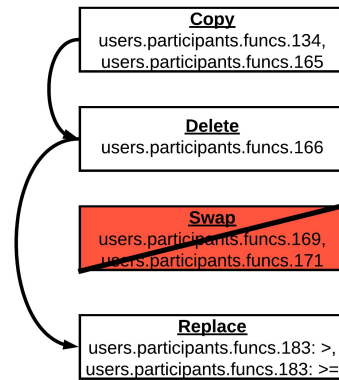 Copy
users.participants.funcs.134,
users.participants.funcs.165
Delete
users.participants.funcs.166
Swap
users.participants.funcs.169,
users.participants.funcs.171
Replace
users.participants.funcs.183: >,
users.participants.funcs.183: >=